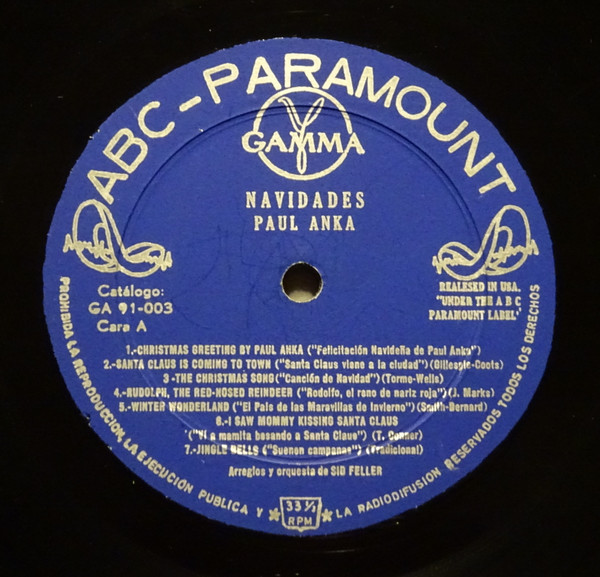 ABC-PARAMOUNT
GAMMA
NAVIDADES
PAUL ANKA
Catálogo:
GA 91-003
Cara A
REALESED IN USA.
"UNDER THE A B C
PARAMOUNT LABEL"
1.-CHRISTMAS GREETING BY PAUL ANKA ("Felicitación Navideña de Paul Anka")
2.-SANTA CLAUS IS COMING TO TOWN ("Santa Claus viene a la ciudad") (Gillespie-Coots)
3 -THE CHRISTMAS SONG ("Canción de Navidad") (Torme-Wells)
4.-RUDOLPH, THE RED-NOSED REINDEER ("Rodolfo, el reno de nariz roja") (J. Marks)
5.-WINTER WONDERLAND ("El País de las Maravillas de Invierno") (Smith-Bernard)
6.-I SAW MOMMY KISSING SANTA CLAUS
("Vi a mamita besando a Santa Claus") (T. Conner)
7.-JINGLE BELLS ("Suenen campanas") (Tradicional)
Arreglos y orquesta de SID FELLER
33 1/3
RPM
PROHIBIDA LA REPRODUCCION, LA EJECUCIÓN PUBLICA Y LA RADIODIFUSION RESERVADOS TODOS LOS DERECHOS